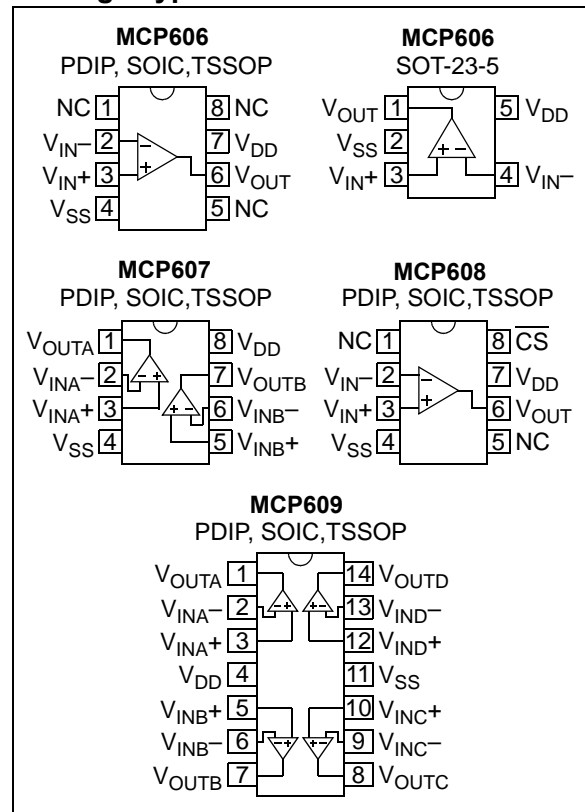 MCP606
PDIP, SOIC,TSSOP
NC 1 8 NC
VIN– 2 7 VDD
VIN+ 3 6 VOUT
VSS 4 5 NC
MCP606
SOT-23-5
VOUT 1 5 VDD
VSS 2
VIN+ 3 4 VIN–
MCP607
PDIP, SOIC,TSSOP
VOUTA 1 8 VDD
VINA– 2 7 VOUTB
VINA+ 3 6 VINB–
VSS 4 5 VINB+
MCP608
PDIP, SOIC,TSSOP
NC 1 8 CS
VIN– 2 7 VDD
VIN+ 3 6 VOUT
VSS 4 5 NC
MCP609
PDIP, SOIC,TSSOP
VOUTA 1 14 VOUTD
VINA– 2 13 VIND–
VINA+ 3 12 VIND+
VDD 4 11 VSS
VINB+ 5 10 VINC+
VINB– 6 9 VINC–
VOUTB 7 8 VOUTC